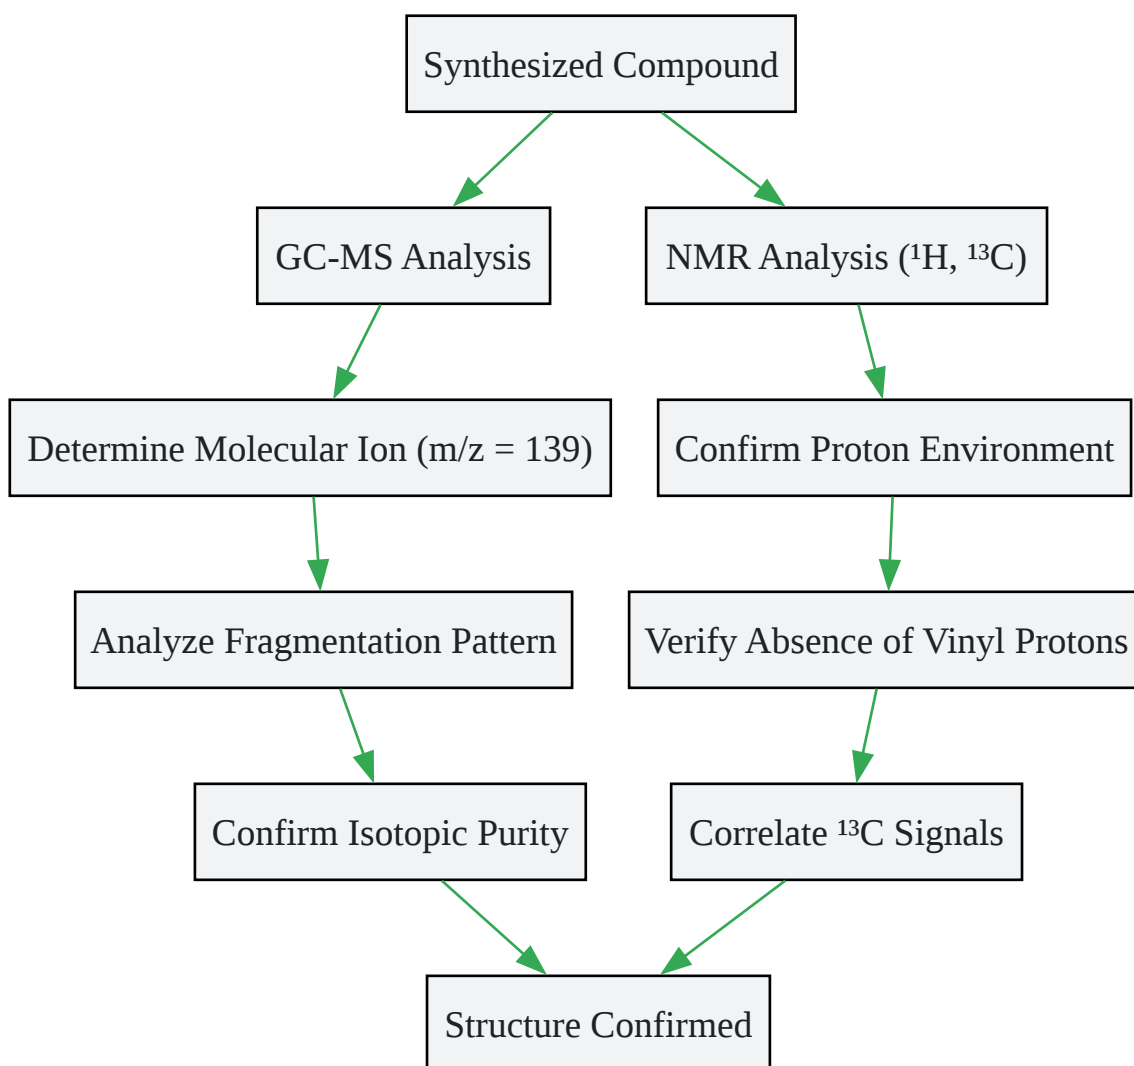 Synthesized Compound
GC-MS Analysis
NMR Analysis (¹H, ¹³C)
Determine Molecular Ion (m/z = 139)
Confirm Proton Environment
Analyze Fragmentation Pattern
Verify Absence of Vinyl Protons
Confirm Isotopic Purity
Correlate ¹³C Signals
Structure Confirmed